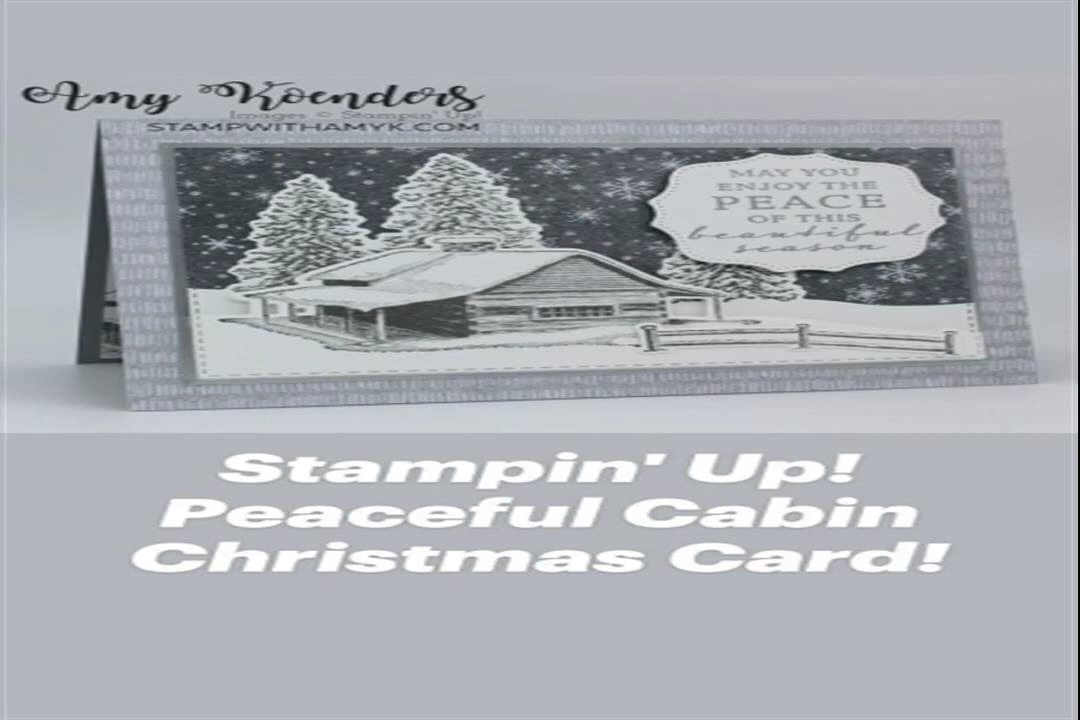 Amy Koenders
Images © Stampin' Up!
STAMPWITHAMYK.COM
MAY YOU
ENJOY THE
PEACE
OF THIS
beautiful
season
Stampin' Up!
Peaceful Cabin
Christmas Card!